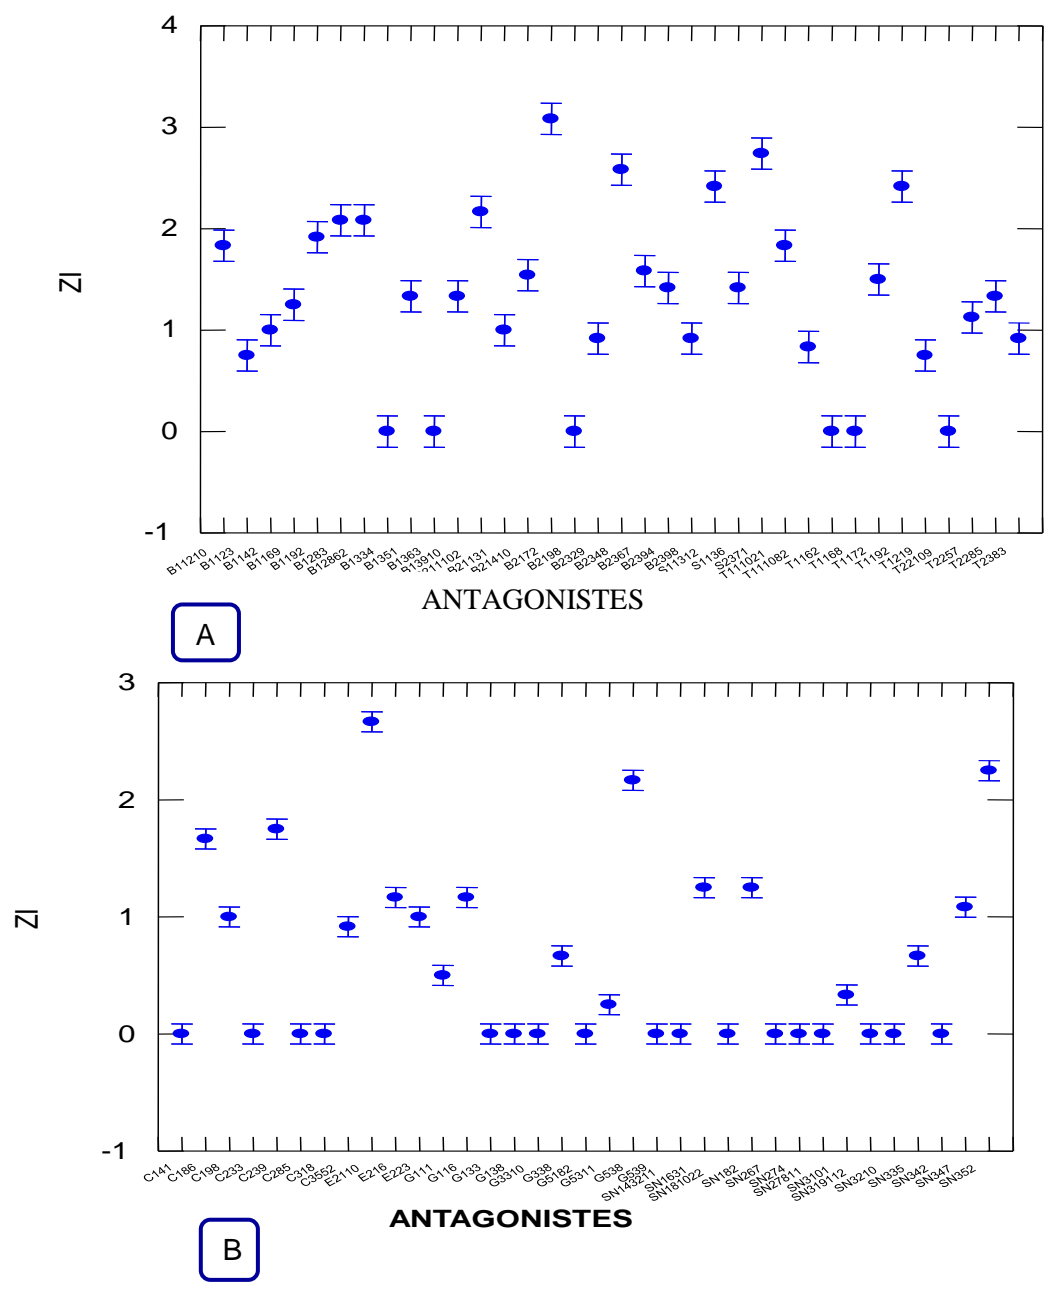 4
3
2
1
0
-1
ZI
B11210 B1123 B1142 B1169 B1192 B1283 B12862 B1334 B1351 B1363 B13910 B21131 B21410 B2172 B2198 B2329 B2348 B2367 B2394 B2398 S11312 S1136 S2371 T111021 T111082 T1162 T1168 T1172 T1192 T1219 T22109 T2257 T2285 T2383
ANTAGONISTES
A
3
2
1
0
-1
ZI
C141 C186 C198 C233 C239 C285 C318 C3552 E2110 E216 E223 G111 G116 G133 G138 G3310 G338 G5182 G5311 G538 G539 SN143211 SN1631 SN181022 SN182 SN267 SN274 SN27811 SN3101 SN319112 SN3210 SN335 SN342 SN347 SN352
ANTAGONISTES
B